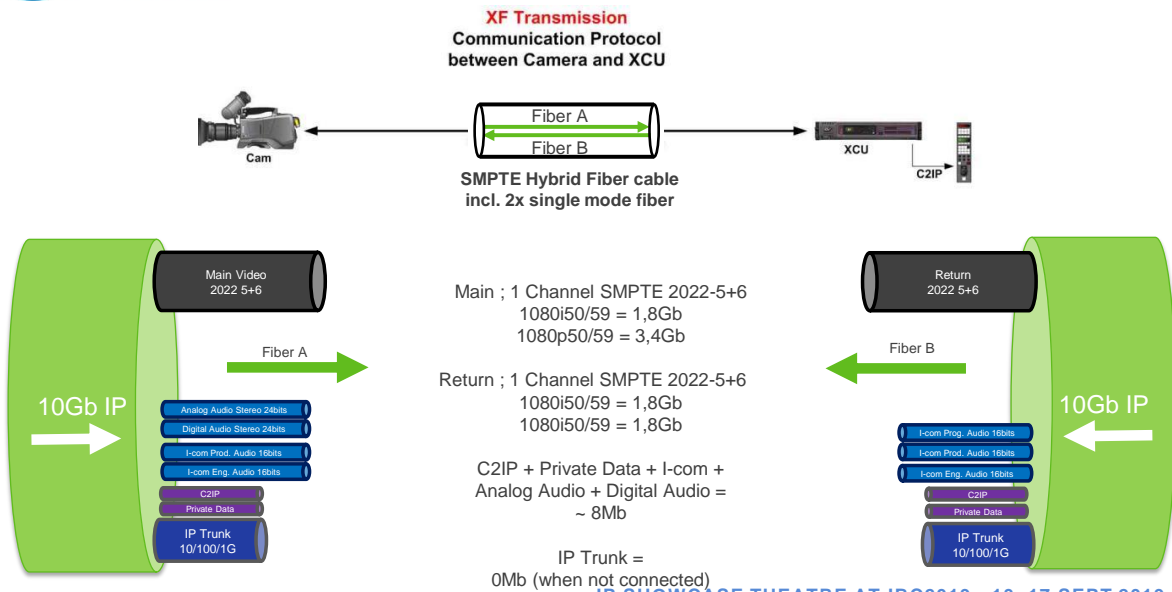 XF Transmission
Communication Protocol
between Camera and XCU
Fiber A
Fiber B
Cam
XCU
C2IP
SMPTE Hybrid Fiber cable
incl. 2x single mode fiber
Main Video
2022 5+6
Fiber A
10Gb IP
Analog Audio Stereo 24bits
Digital Audio Stereo 24bits
I-com Prod. Audio 16bits
I-com Eng. Audio 16bits
C2IP
Private Data
IP Trunk
10/100/1G
Main ; 1 Channel SMPTE 2022-5+6
1080i50/59 = 1,8Gb
1080p50/59 = 3,4Gb
Return ; 1 Channel SMPTE 2022-5+6
1080i50/59 = 1,8Gb
1080i50/59 = 1,8Gb
C2IP + Private Data + I-com +
Analog Audio + Digital Audio =
~ 8Mb
IP Trunk =
0Mb (when not connected)
Return
2022 5+6
Fiber B
10Gb IP
I-com Prog. Audio 16bits
I-com Prod. Audio 16bits
I-com Eng. Audio 16bits
C2IP
Private Data
IP Trunk
10/100/1G